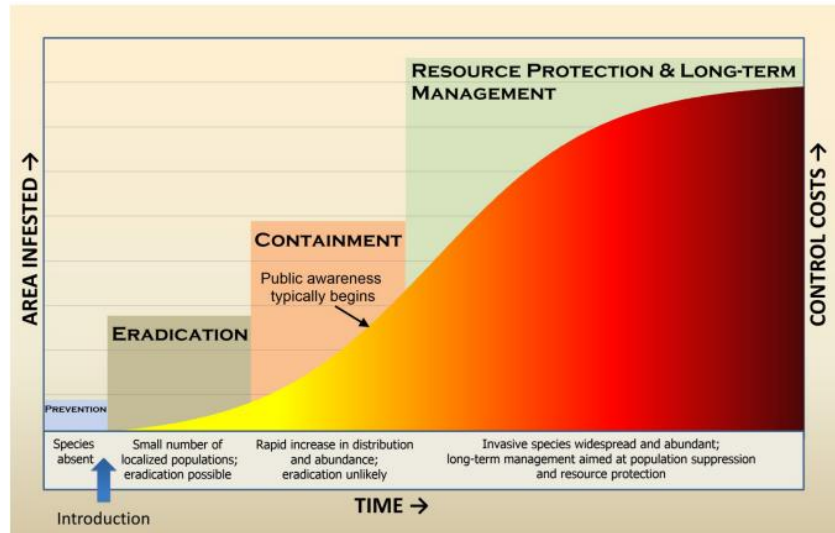 RESOURCE PROTECTION & LONG-TERM
MANAGEMENT
AREA INFESTED →
CONTROL COSTS →
CONTAINMENT
Public awareness
typically begins
ERADICATION
PREVENTION
Species
absent
Small number of
localized populations;
eradication possible
Rapid increase in distribution
and abundance;
eradication unlikely
Invasive species widespread and abundant;
long-term management aimed at population suppression
and resource protection
TIME →
Introduction